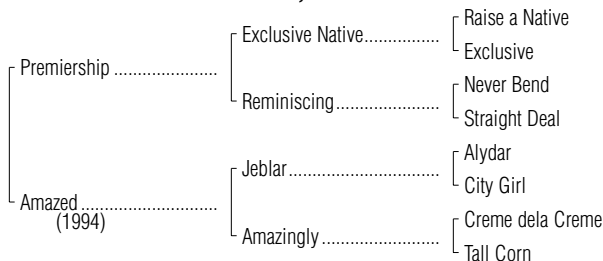 Raise a Native
Exclusive Native..................
Exclusive
Premiership ......................
Never Bend
Reminiscing........................
Straight Deal
Alydar
Jeblar...................................
City Girl
Amazed.............................
(1994)
Creme dela Creme
Amazingly...........................
Tall Corn